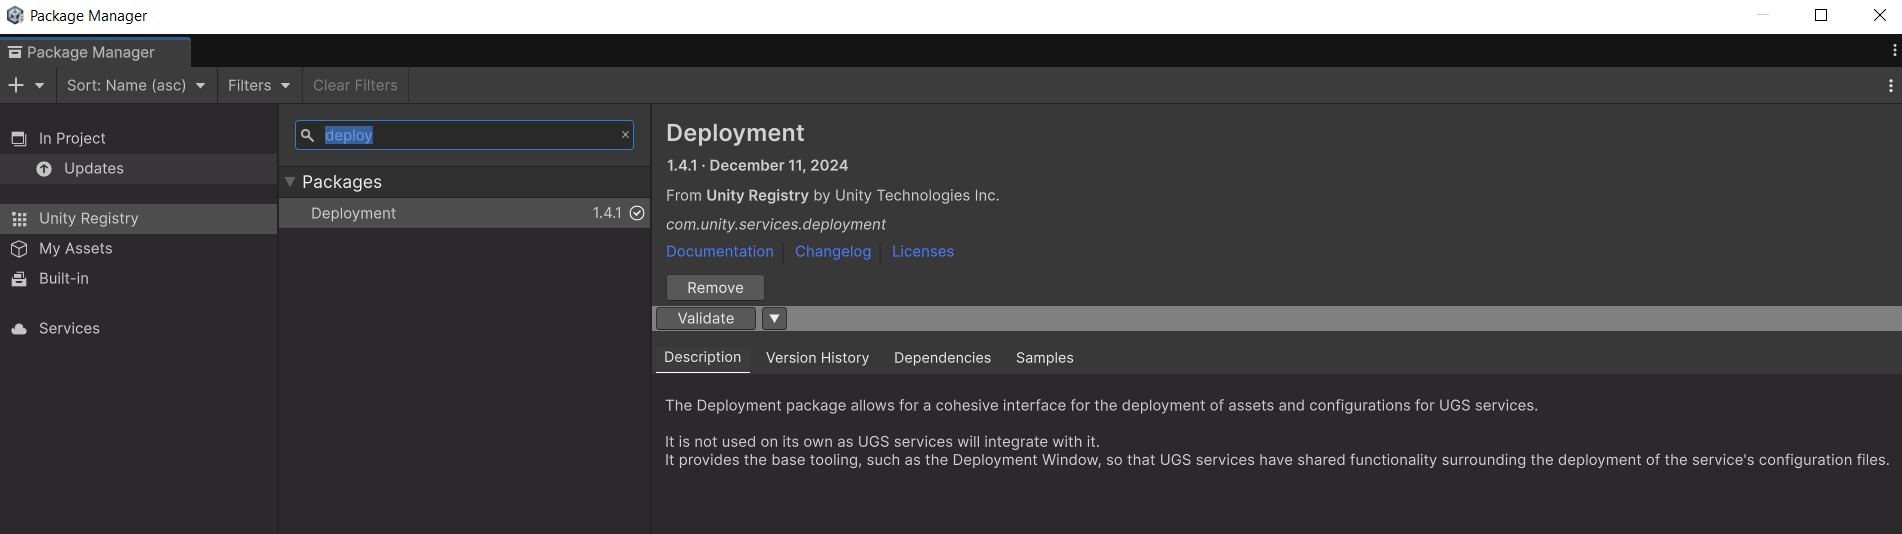 Package Manager
Package Manager
Sort: Name (asc) Filters Clear Filters
In Project
Updates
Unity Registry
My Assets
Built-in
Services
deploy
Packages
Deployment 1.4.1
Deployment
1.4.1 · December 11, 2024
From Unity Registry by Unity Technologies Inc.
com.unity.services.deployment
Documentation Changelog Licenses
Remove
Validate
Description Version History Dependencies Samples
The Deployment package allows for a cohesive interface for the deployment of assets and configurations for UGS services.
It is not used on its own as UGS services will integrate with it.
It provides the base tooling, such as the Deployment Window, so that UGS services have shared functionality surrounding the deployment of the service's configuration files.